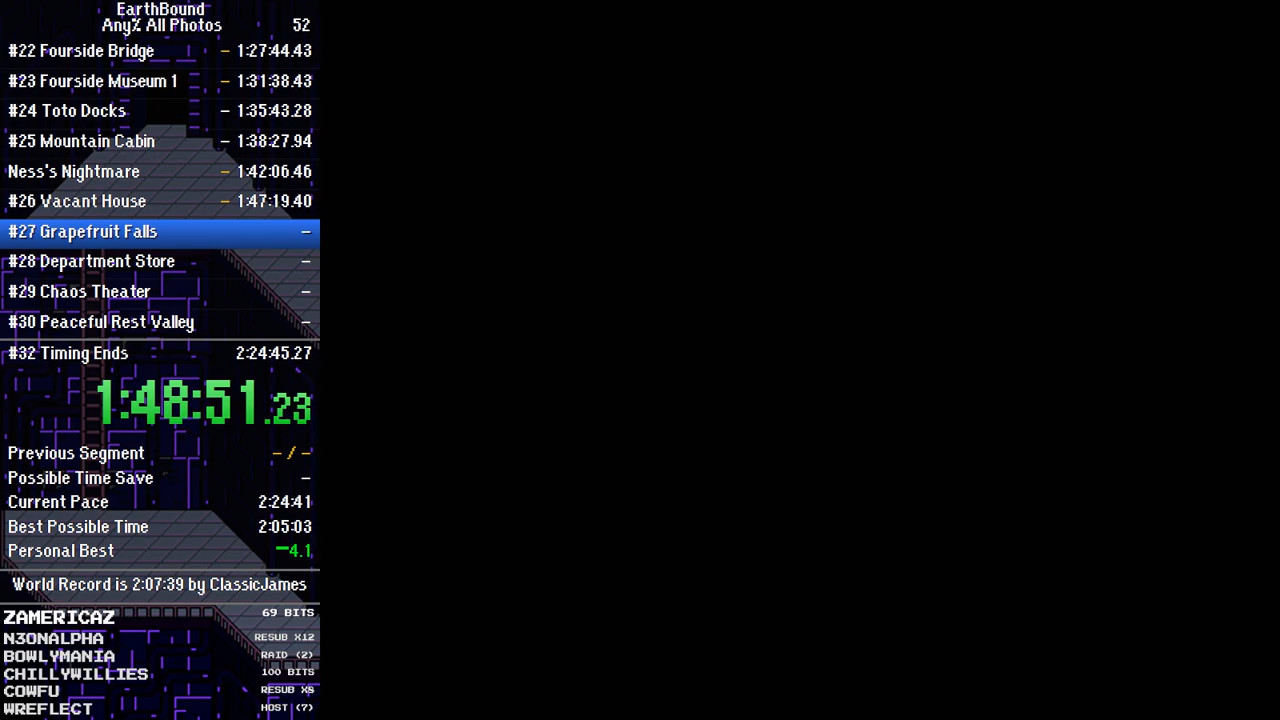 EarthBound
Any% All Photos 52
#22 Fourside Bridge – 1:27:44.43
#23 Fourside Museum 1 – 1:31:38.43
#24 Toto Docks – 1:35:43.28
#25 Mountain Cabin – 1:38:27.94
Ness's Nightmare – 1:42:06.46
#26 Vacant House – 1:47:19.40
#27 Grapefruit Falls –
#28 Department Store –
#29 Chaos Theater –
#30 Peaceful Rest Valley –
#32 Timing Ends 2:24:45.27
1:48:51.23
Previous Segment – / –
Possible Time Save –
Current Pace 2:24:41
Best Possible Time 2:05:03
Personal Best −4.1
World Record is 2:07:39 by ClassicJames
ZAMERICAZ 69 BITS
N3ONALPHA RESUB X12
BOWLYMANIA RAID (2)
CHILLYWILLIES 100 BITS
COWFU RESUB X8
WREFLECT HOST (7)